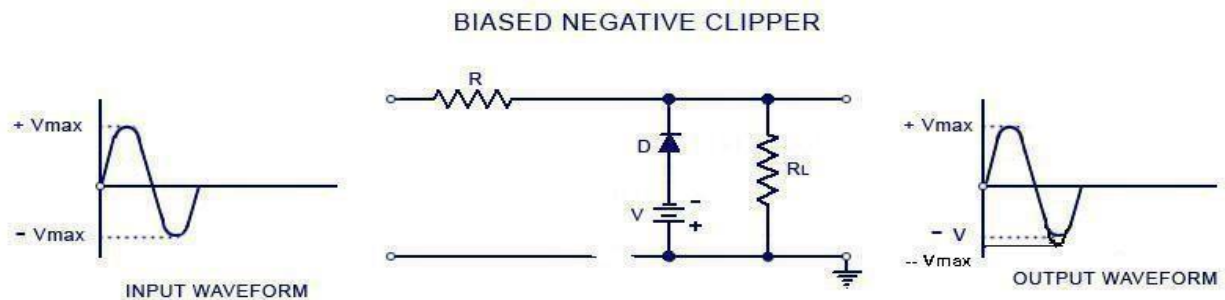 BIASED NEGATIVE CLIPPER
+ Vmax
- Vmax
INPUT WAVEFORM
R
D
V
-
+
RL
+ Vmax
- V
-- Vmax
OUTPUT WAVEFORM